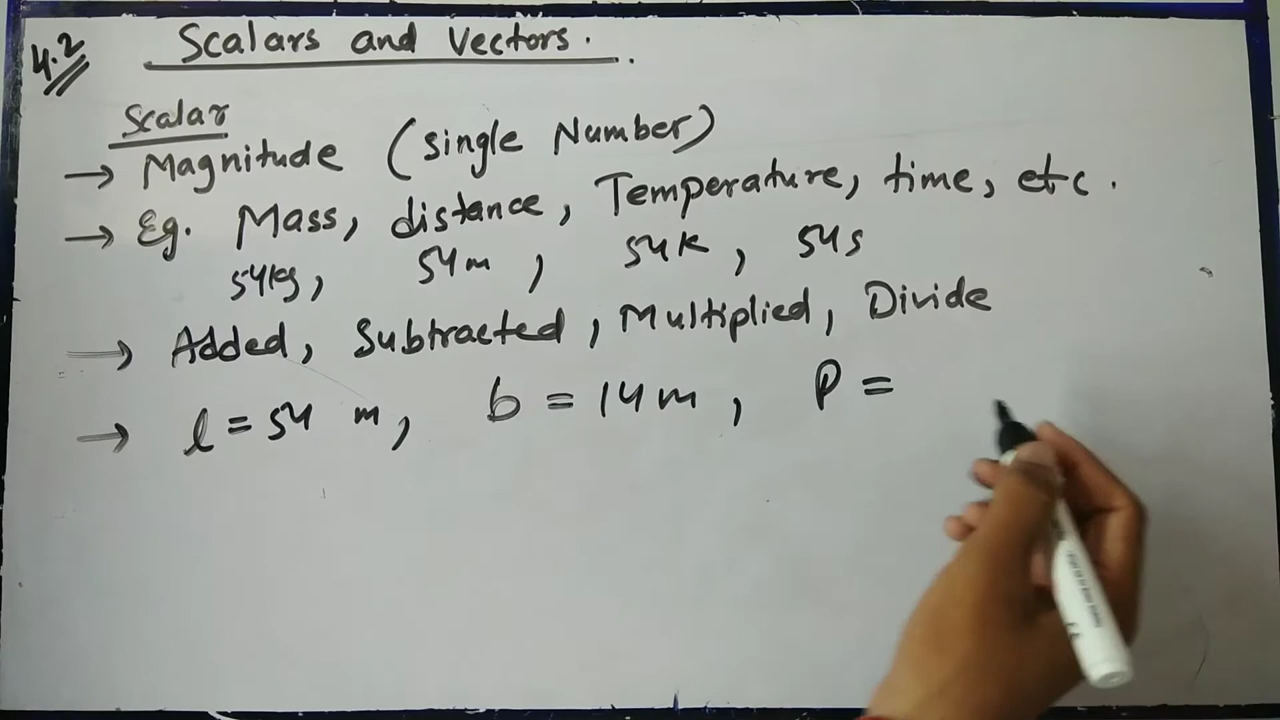 4.2 Scalars and Vectors.
Scalar
→ Magnitude (single Number)
→ Eg. Mass, distance, Temperature, time, etc.
54kg, 54m, 54K, 54s
→ Added, Subtracted, Multiplied, Divide
→ l = 54 m, b = 14m, P =